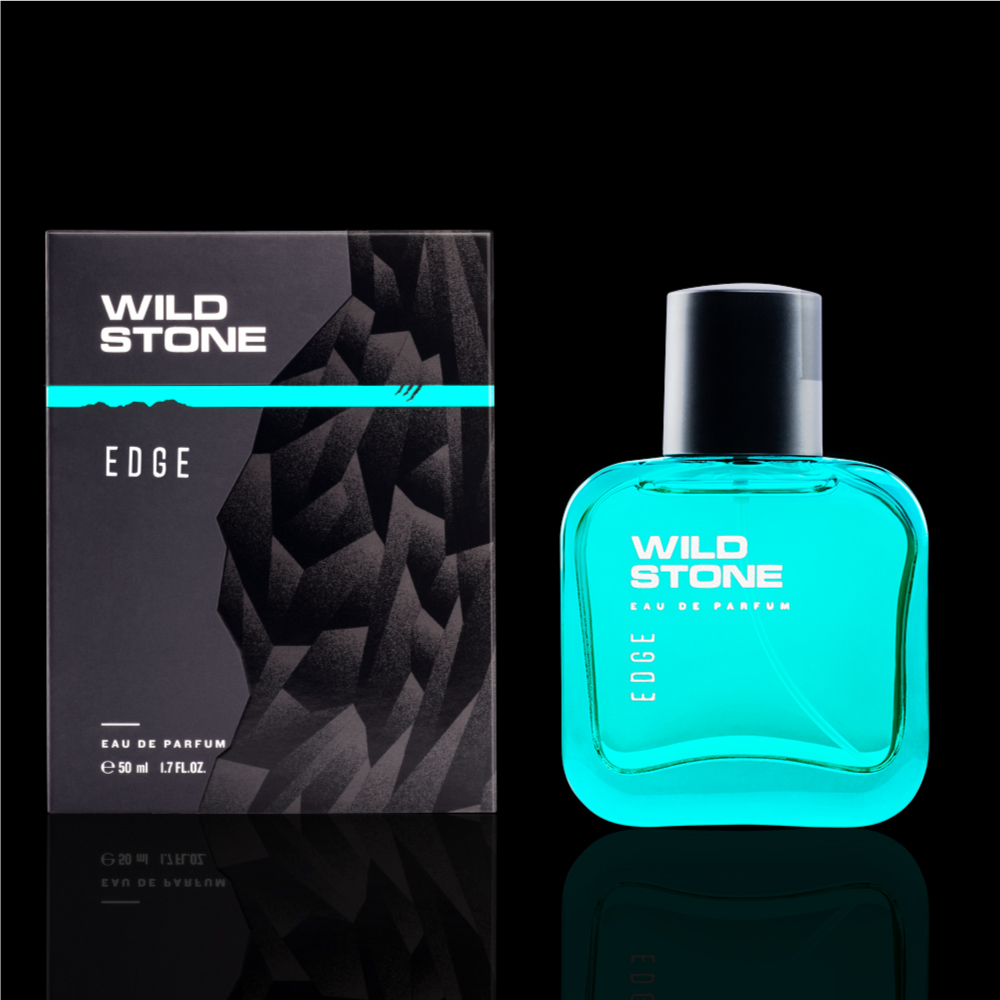 WILD
STONE
EDGE
EAU DE PARFUM
℮ 50 ml 1.7 FL.OZ.
WILD
STONE
EAU DE PARFUM
EDGE